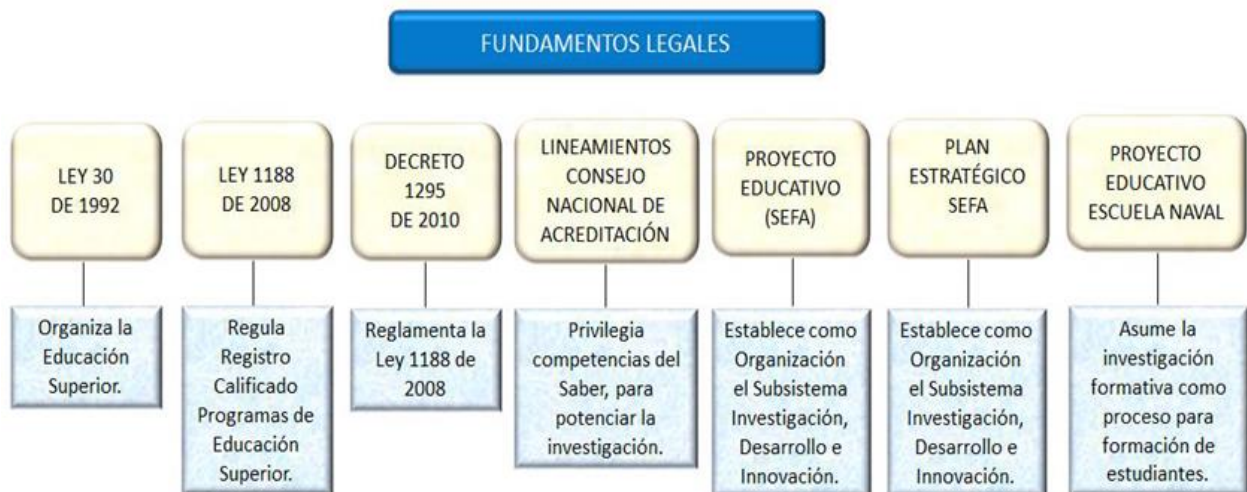 FUNDAMENTOS LEGALES
LEY 30
DE 1992
LEY 1188
DE 2008
DECRETO
1295
DE 2010
LINEAMIENTOS
CONSEJO
NACIONAL DE
ACREDITACIÓN
PROYECTO
EDUCATIVO
(SEFA)
PLAN
ESTRATÉGICO
SEFA
PROYECTO
EDUCATIVO
ESCUELA NAVAL
Organiza la
Educación
Superior.
Regula
Registro
Calificado
Programas de
Educación
Superior.
Reglamenta la
Ley 1188 de
2008
Privilegia
competencias del
Saber, para
potenciar la
investigación.
Establece como
Organización
el Subsistema
Investigación,
Desarrollo e
Innovación.
Establece como
Organización
el Subsistema
Investigación,
Desarrollo e
Innovación.
Asume la
investigación
formativa como
proceso para
formación de
estudiantes.